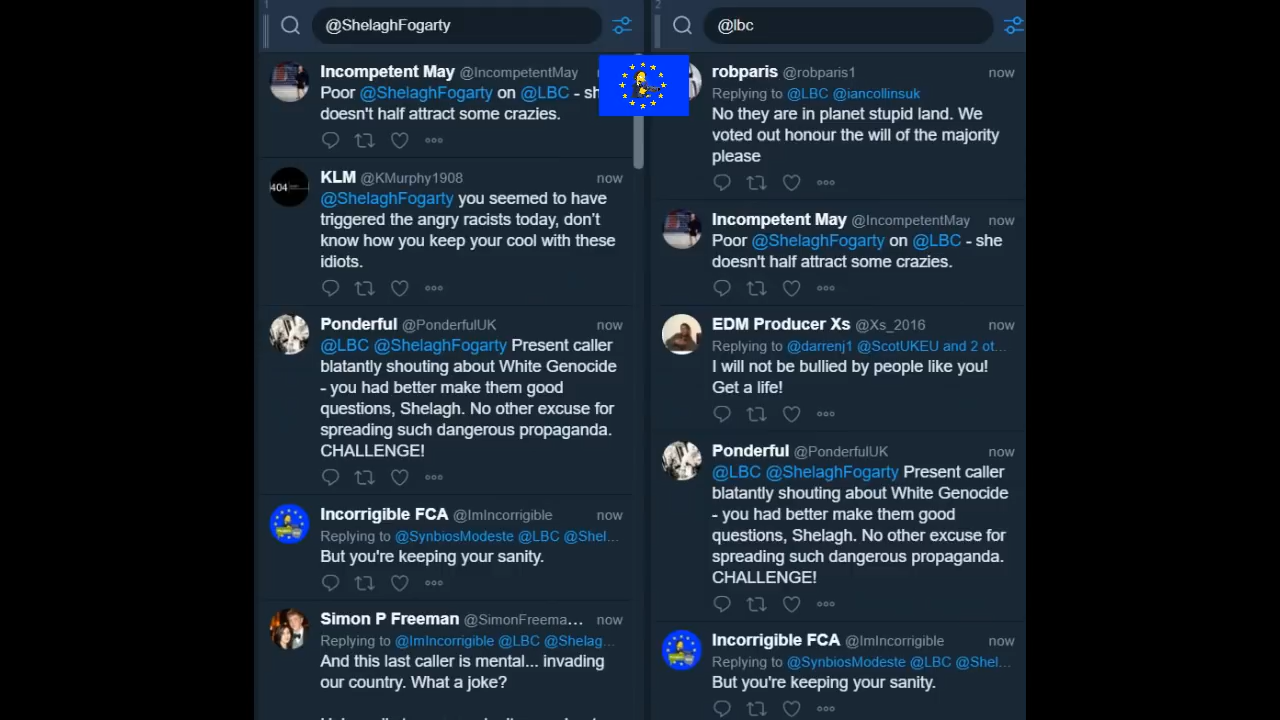 1
@ShelaghFogarty
Incompetent May @IncompetentMay
Poor @ShelaghFogarty on @LBC - sh
doesn't half attract some crazies.
KLM @KMurphy1908 now
@ShelaghFogarty you seemed to have
triggered the angry racists today, don't
know how you keep your cool with these
idiots.
Ponderful @PonderfulUK now
@LBC @ShelaghFogarty Present caller
blatantly shouting about White Genocide
- you had better make them good
questions, Shelagh. No other excuse for
spreading such dangerous propaganda.
CHALLENGE!
Incorrigible FCA @ImIncorrigible now
Replying to @SynbiosModeste @LBC @Shel...
But you're keeping your sanity.
Simon P Freeman @SimonFreema... now
Replying to @ImIncorrigible @LBC @Shelag...
And this last caller is mental... invading
our country. What a joke?
2
@lbc
robparis @robparis1 now
Replying to @LBC @iancollinsuk
No they are in planet stupid land. We
voted out honour the will of the majority
please
Incompetent May @IncompetentMay now
Poor @ShelaghFogarty on @LBC - she
doesn't half attract some crazies.
EDM Producer Xs @Xs_2016 now
Replying to @darrenj1 @ScotUKEU and 2 ot...
I will not be bullied by people like you!
Get a life!
Ponderful @PonderfulUK now
@LBC @ShelaghFogarty Present caller
blatantly shouting about White Genocide
- you had better make them good
questions, Shelagh. No other excuse for
spreading such dangerous propaganda.
CHALLENGE!
Incorrigible FCA @ImIncorrigible now
Replying to @SynbiosModeste @LBC @Shel...
But you're keeping your sanity.